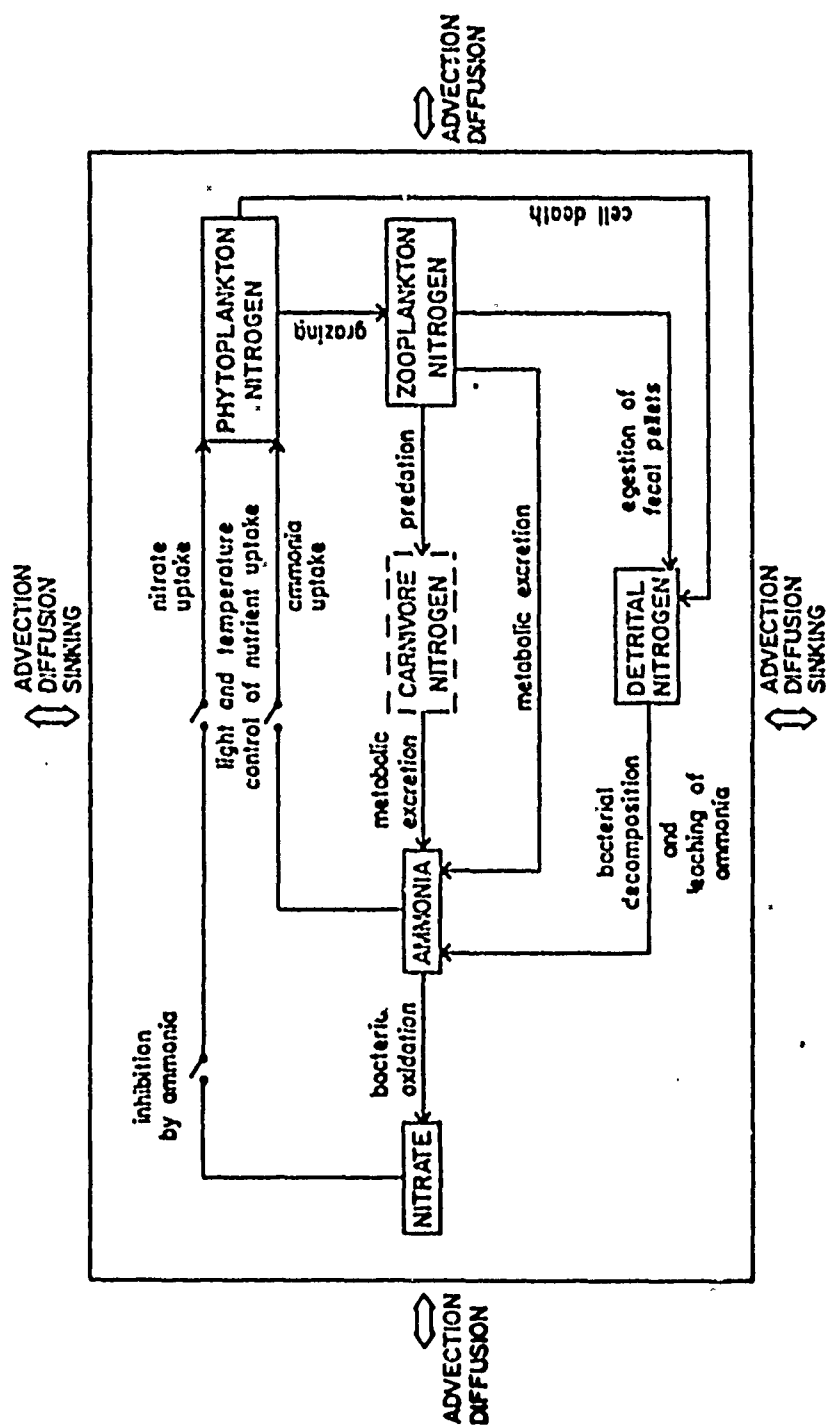 ADVECTION
DIFFUSION
SINKING
ADVECTION
DIFFUSION
inhibition
by ammonia
nitrate
uptake
light and temperature
control of nutrient uptake
ammonia
uptake
PHYTOPLANKTON
NITROGEN
grazing
cell death
NITRATE
oxidation
AMMONIA
metabolic
excretion
CARNIVORE
NITROGEN
predation
ZOOPLANKTON
NITROGEN
metabolic excretion
bacterial
decomposition
and
leaching of
ammonia
DETRITAL
NITROGEN
egestion of
fecal pellets
ADVECTION
DIFFUSION
ADVECTION
DIFFUSION
SINKING